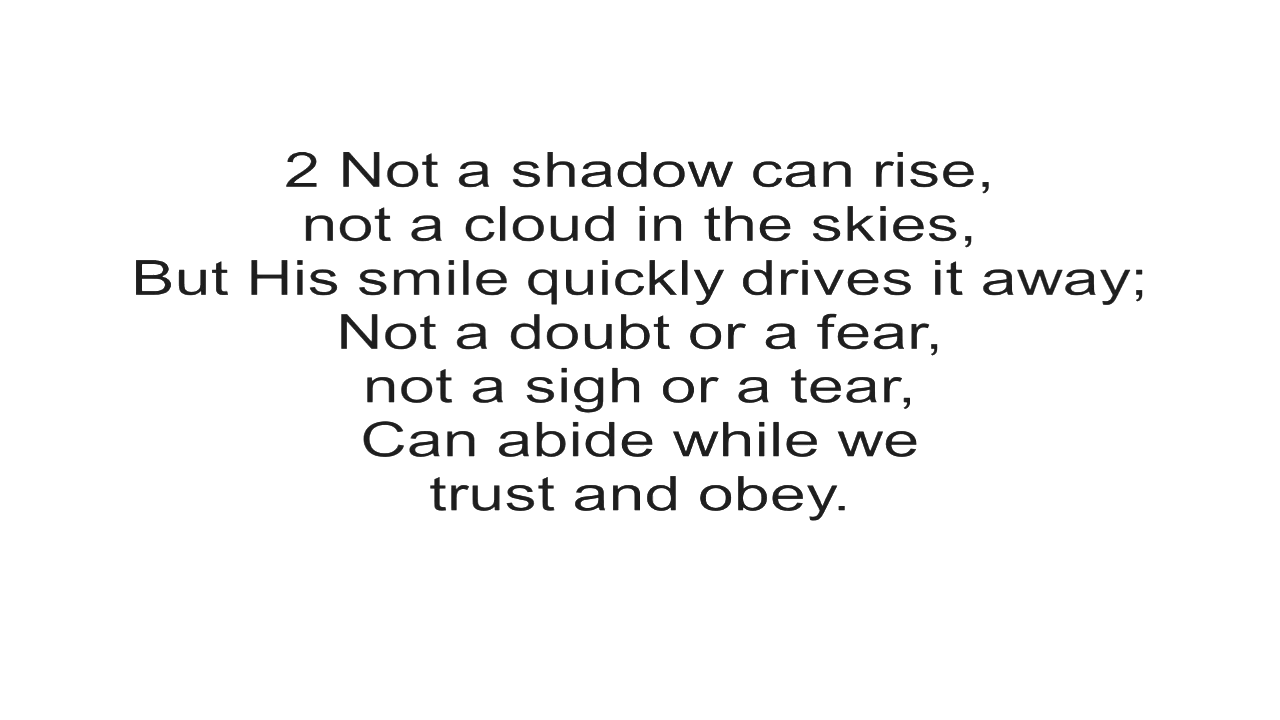 2 Not a shadow can rise,
not a cloud in the skies,
But His smile quickly drives it away;
Not a doubt or a fear,
not a sigh or a tear,
Can abide while we
trust and obey.